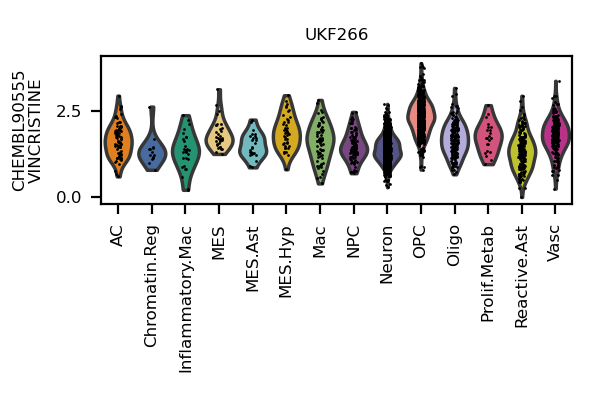 UKF266
CHEMBL90555
VINCRISTINE
2.5
0.0
AC
Chromatin.Reg
Inflammatory.Mac
MES
MES.Ast
MES.Hyp
Mac
NPC
Neuron
OPC
Oligo
Prolif.Metab
Reactive.Ast
Vasc